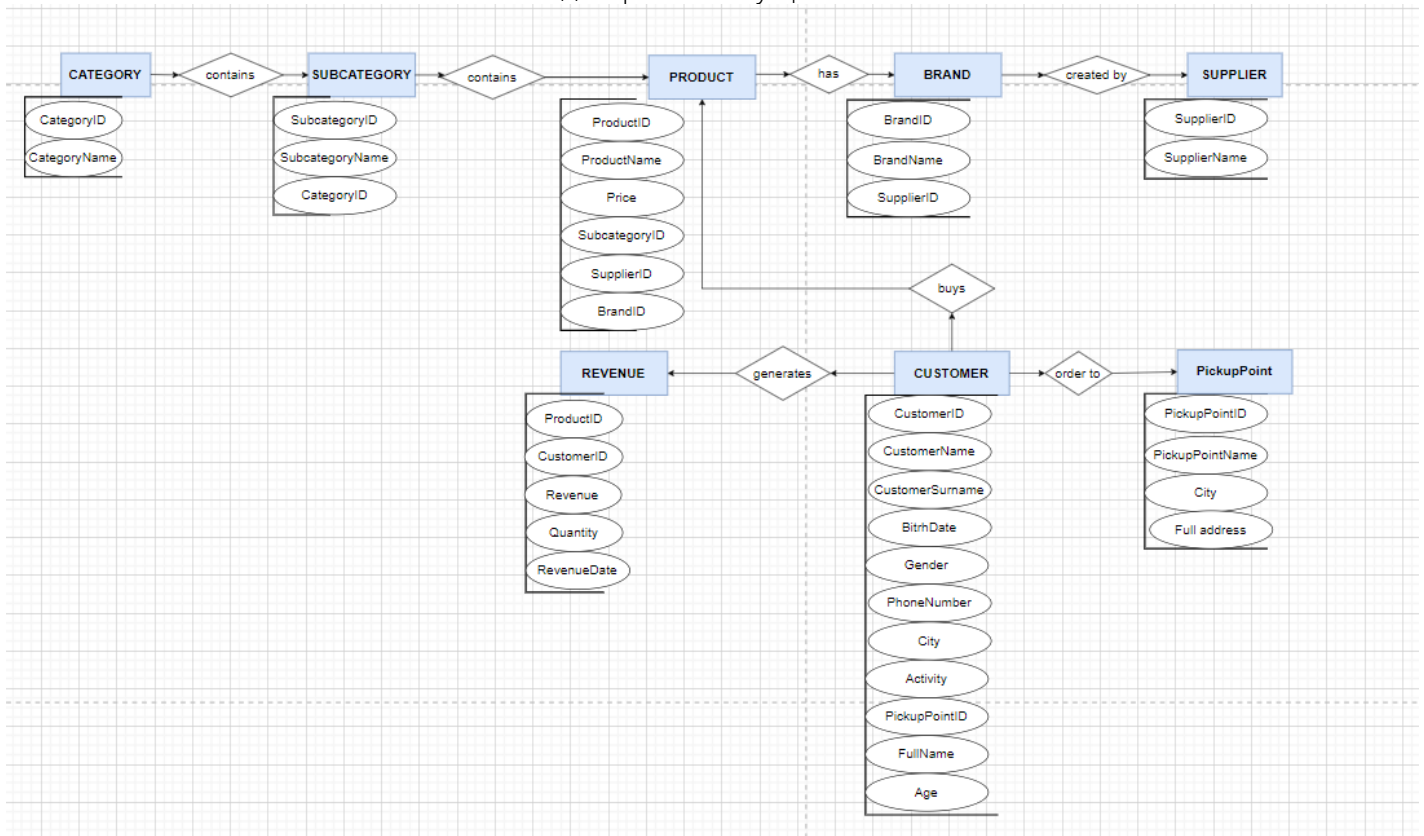 CATEGORY
contains
SUBCATEGORY
contains
PRODUCT
has
BRAND
created by
SUPPLIER
CategoryID
CategoryName
SubcategoryID
SubcategoryName
CategoryID
ProductID
ProductName
Price
SubcategoryID
SupplierID
BrandID
BrandID
BrandName
SupplierID
SupplierID
SupplierName
buys
REVENUE
generates
CUSTOMER
order to
PickupPoint
ProductID
CustomerID
Revenue
Quantity
RevenueDate
CustomerID
CustomerName
CustomerSurname
BitrhDate
Gender
PhoneNumber
City
Activity
PickupPointID
FullName
Age
PickupPointID
PickupPointName
City
Full address